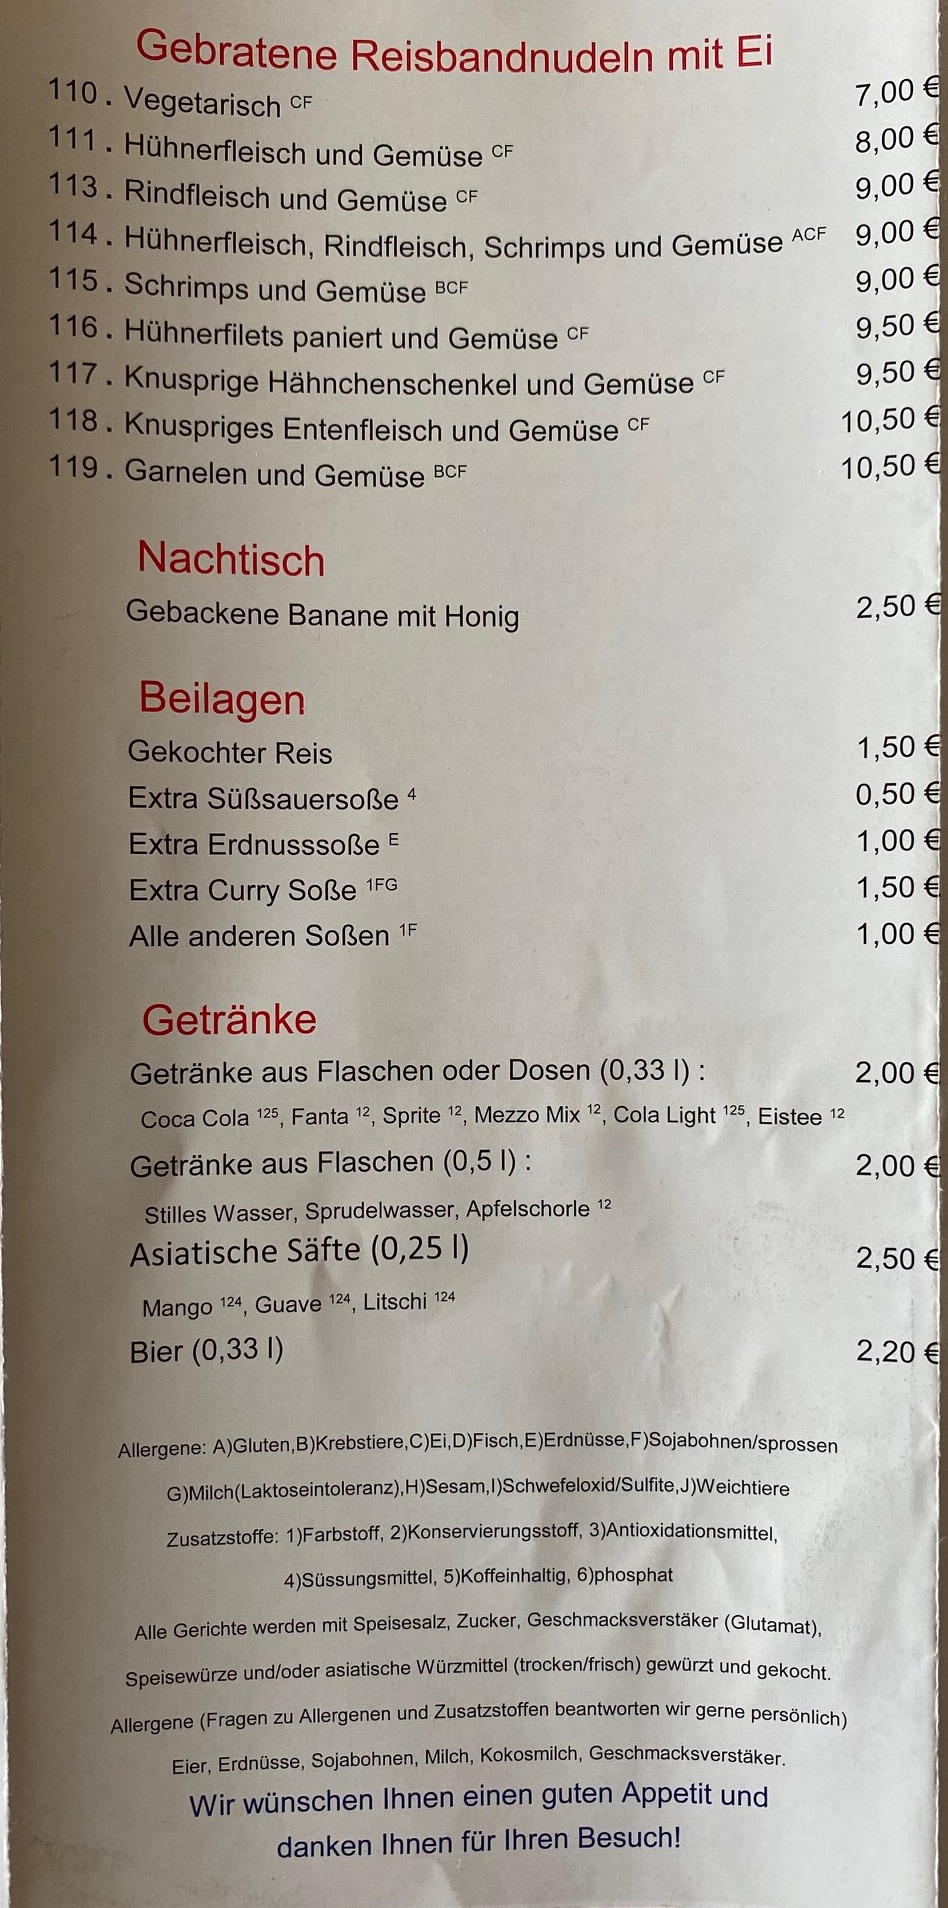 Gebratene Reisbandnudeln mit Ei
110. Vegetarisch CF 7,00 €
111. Hühnerfleisch und Gemüse CF 8,00 €
113. Rindfleisch und Gemüse CF 9,00 €
114. Hühnerfleisch, Rindfleisch, Schrimps und Gemüse ACF 9,00 €
115. Schrimps und Gemüse BCF 9,00 €
116. Hühnerfilets paniert und Gemüse CF 9,50 €
117. Knusprige Hähnchenschenkel und Gemüse CF 9,50 €
118. Knuspriges Entenfleisch und Gemüse CF 10,50 €
119. Garnelen und Gemüse BCF 10,50 €
Nachtisch
Gebackene Banane mit Honig 2,50 €
Beilagen
Gekochter Reis 1,50 €
Extra Süßsauersoße 4 0,50 €
Extra Erdnusssoße E 1,00 €
Extra Curry Soße 1FG 1,50 €
Alle anderen Soßen 1F 1,00 €
Getränke
Getränke aus Flaschen oder Dosen (0,33 l) : 2,00 €
Coca Cola 125, Fanta 12, Sprite 12, Mezzo Mix 12, Cola Light 125, Eistee 12
Getränke aus Flaschen (0,5 l) : 2,00 €
Stilles Wasser, Sprudelwasser, Apfelschorle 12
Asiatische Säfte (0,25 l) 2,50 €
Mango 124, Guave 124, Litschi 124
Bier (0,33 l) 2,20 €
Allergene: A)Gluten,B)Krebstiere,C)Ei,D)Fisch,E)Erdnüsse,F)Sojabohnen/sprossen
G)Milch(Laktoseintoleranz),H)Sesam,I)Schwefeloxid/Sulfite,J)Weichtiere
Zusatzstoffe: 1)Farbstoff, 2)Konservierungsstoff, 3)Antioxidationsmittel,
4)Süssungsmittel, 5)Koffeinhaltig, 6)phosphat
Alle Gerichte werden mit Speisesalz, Zucker, Geschmacksverstäker (Glutamat),
Speisewürze und/oder asiatische Würzmittel (trocken/frisch) gewürzt und gekocht.
Allergene (Fragen zu Allergenen und Zusatzstoffen beantworten wir gerne persönlich)
Eier, Erdnüsse, Sojabohnen, Milch, Kokosmilch, Geschmacksverstäker.
Wir wünschen Ihnen einen guten Appetit und
danken Ihnen für Ihren Besuch!